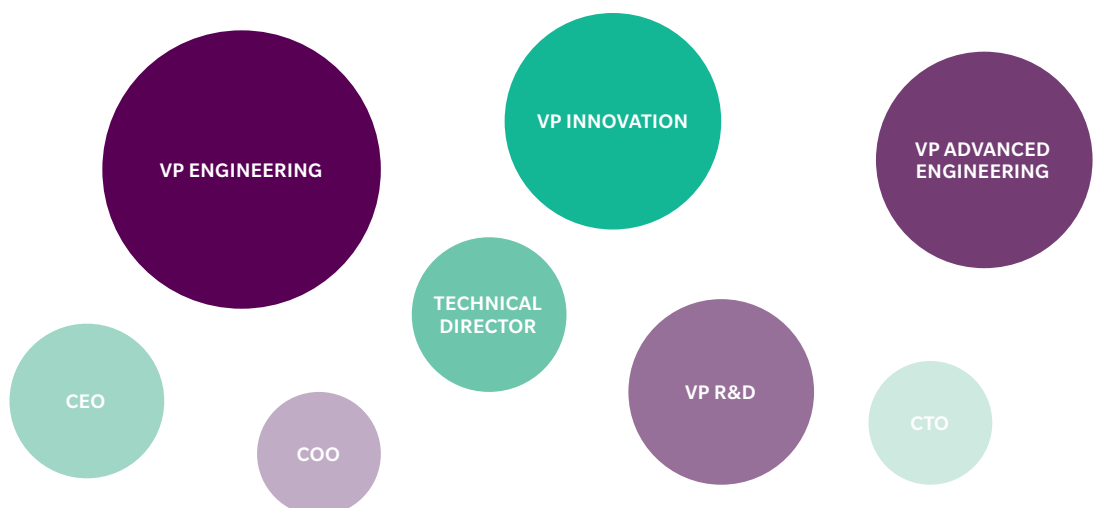 VP INNOVATION
VP ENGINEERING
VP ADVANCED
ENGINEERING
TECHNICAL
DIRECTOR
VP R&D
CEO
COO
CTO